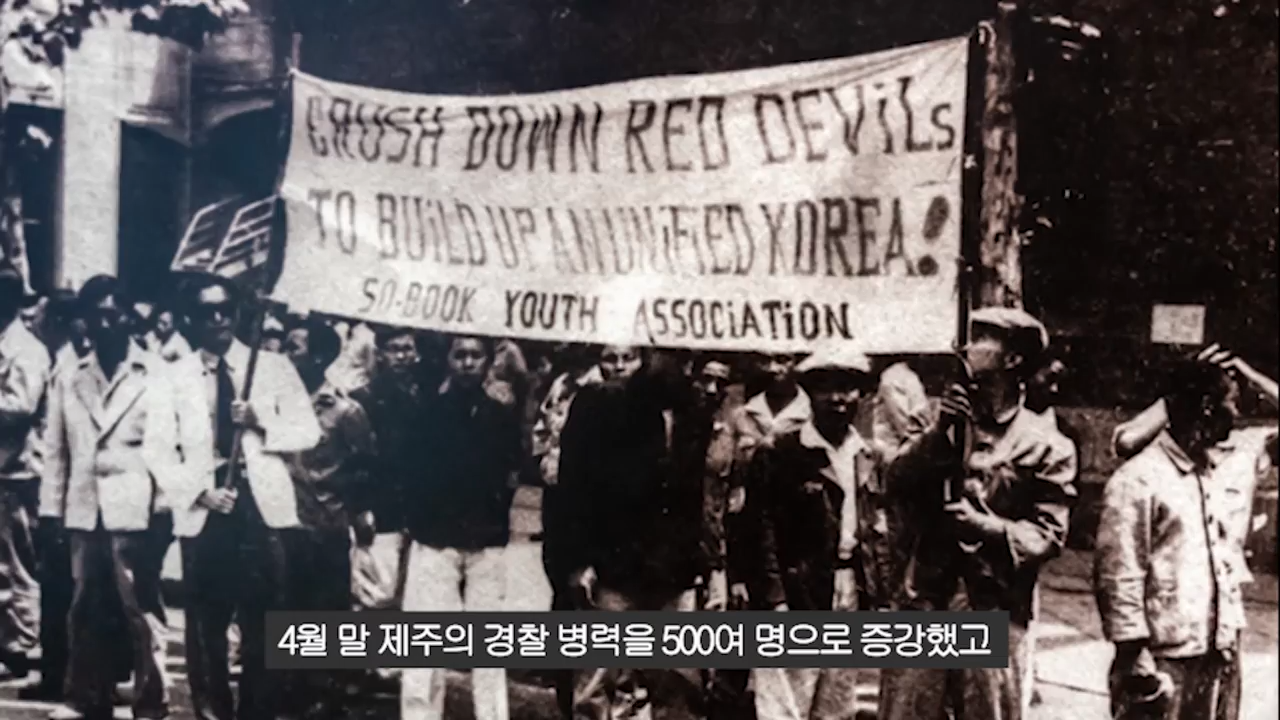 CRUSH DOWN RED DEViLs
TO BUiLD UP AN UNiFiED KOREA!
SO-BOOK YOUTH ASSOCiATiON
4월 말 제주의 경찰 병력을 500여 명으로 증강했고